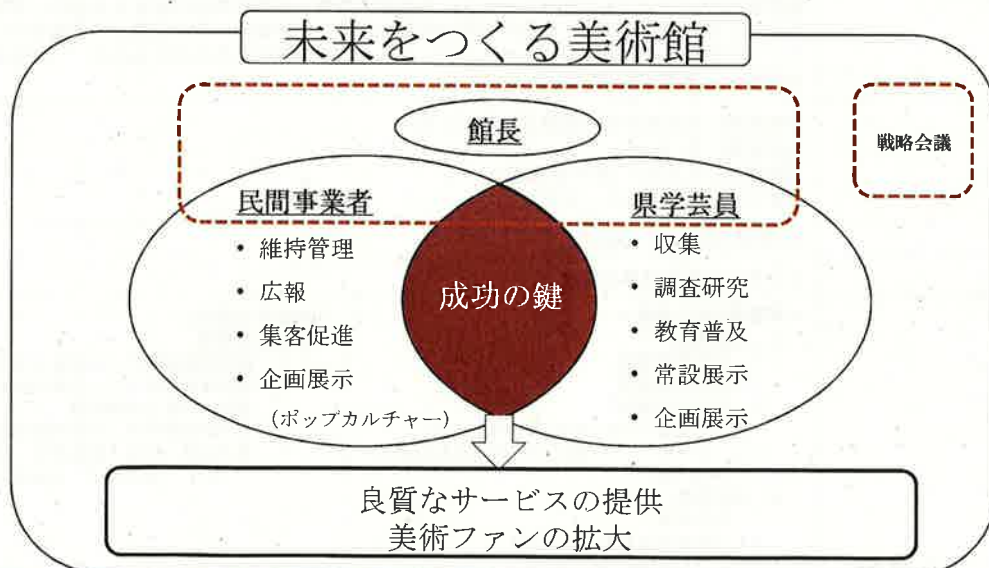 未来をつくる美術館
館長
戦略会議
民間事業者
・ 維持管理
・ 広報
・ 集客促進
・ 企画展示
(ポップカルチャー)
成功の鍵
県学芸員
・ 収集
・ 調査研究
・ 教育普及
・ 常設展示
・ 企画展示
良質なサービスの提供
美術ファンの拡大